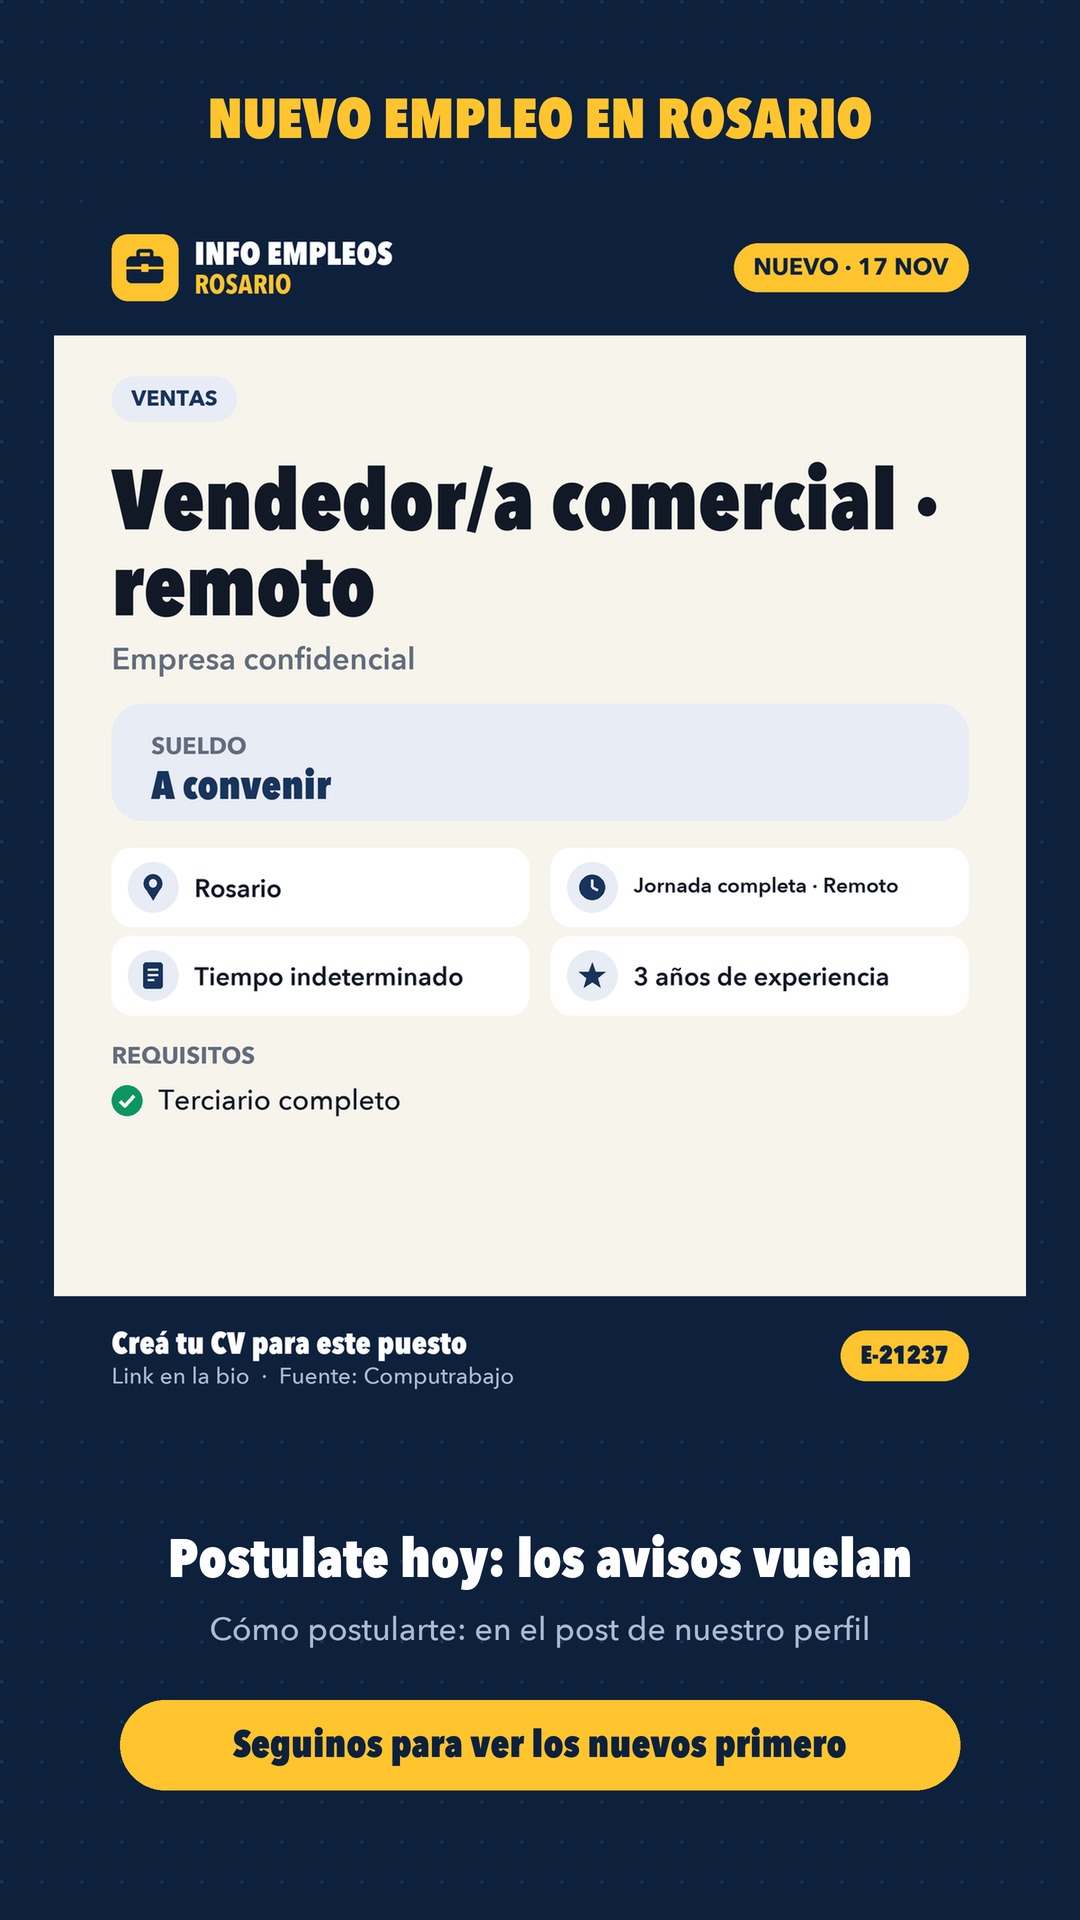 NUEVO EMPLEO EN ROSARIO
INFO EMPLEOS
ROSARIO
NUEVO · 17 NOV
VENTAS
Vendedor/a comercial ·
remoto
Empresa confidencial
SUELDO
A convenir
Rosario
Jornada completa · Remoto
Tiempo indeterminado
3 años de experiencia
REQUISITOS
Terciario completo
Creá tu CV para este puesto
Link en la bio · Fuente: Computrabajo
E-21237
Postulate hoy: los avisos vuelan
Cómo postularte: en el post de nuestro perfil
Seguinos para ver los nuevos primero